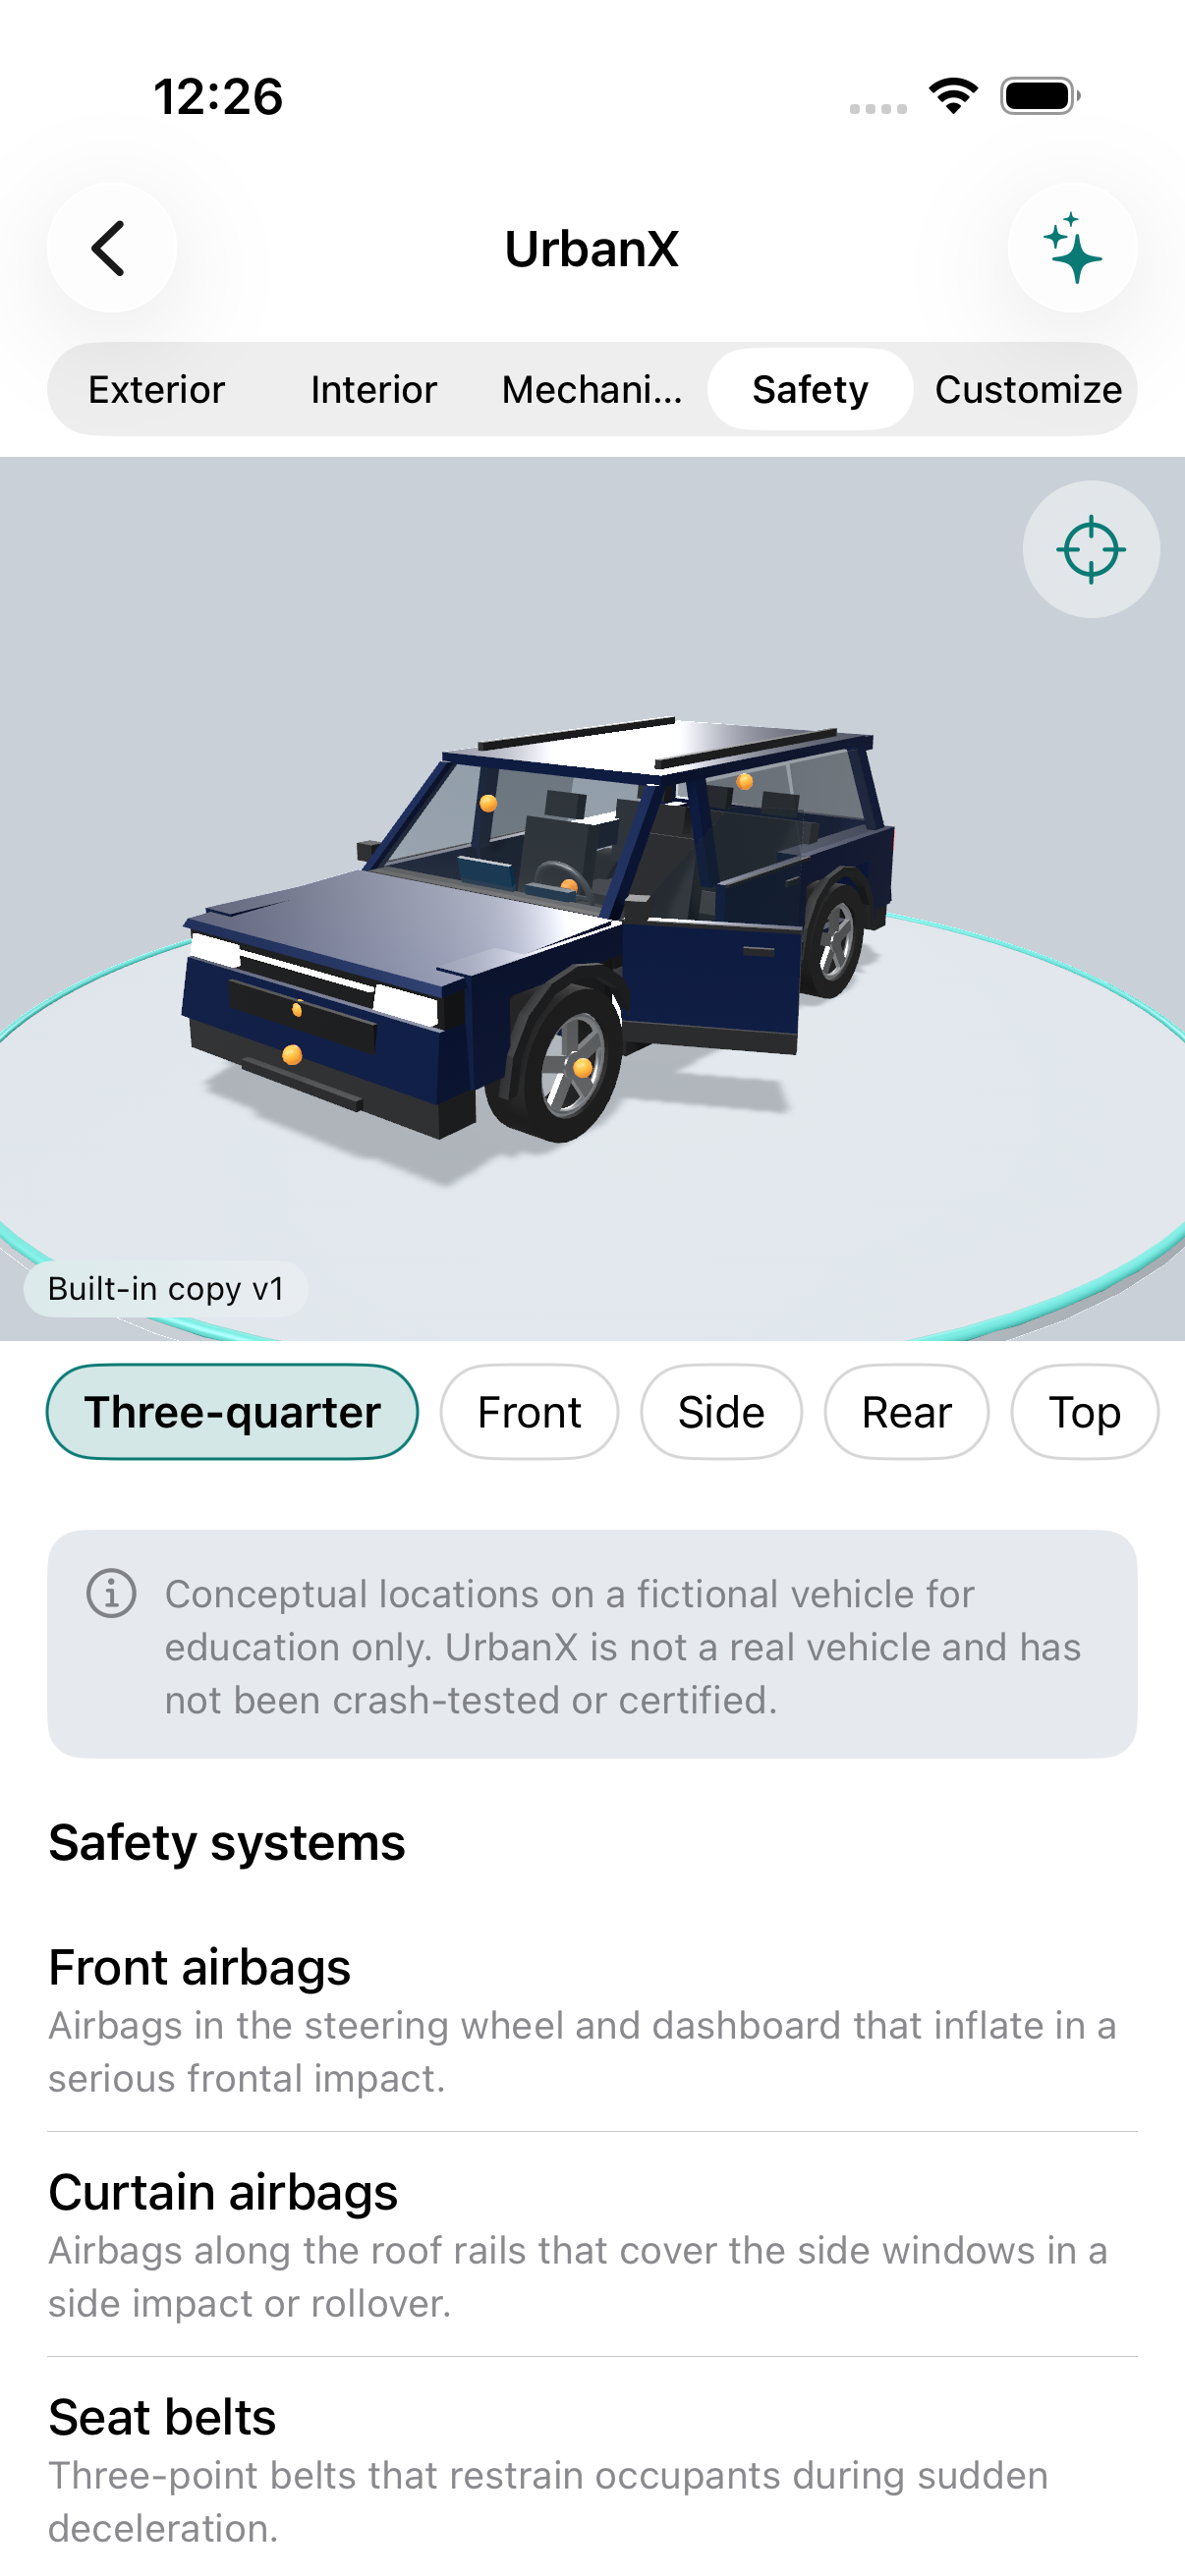 12:26
UrbanX
Exterior
Interior
Mechani...
Safety
Customize
Built-in copy v1
Three-quarter
Front
Side
Rear
Top
Conceptual locations on a fictional vehicle for
education only. UrbanX is not a real vehicle and has
not been crash-tested or certified.
Safety systems
Front airbags
Airbags in the steering wheel and dashboard that inflate in a
serious frontal impact.
Curtain airbags
Airbags along the roof rails that cover the side windows in a
side impact or rollover.
Seat belts
Three-point belts that restrain occupants during sudden
deceleration.